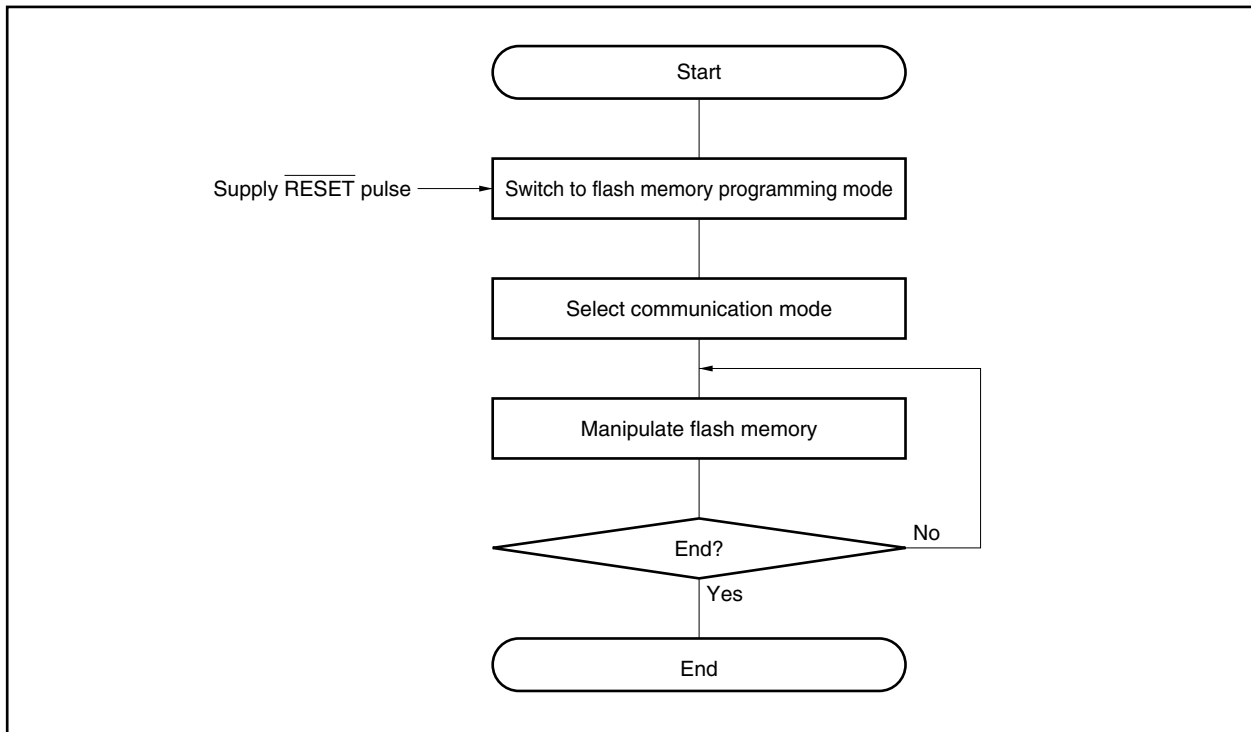 Start
Supply RESET pulse
Switch to flash memory programming mode
Select communication mode
Manipulate flash memory
End?
No
Yes
End